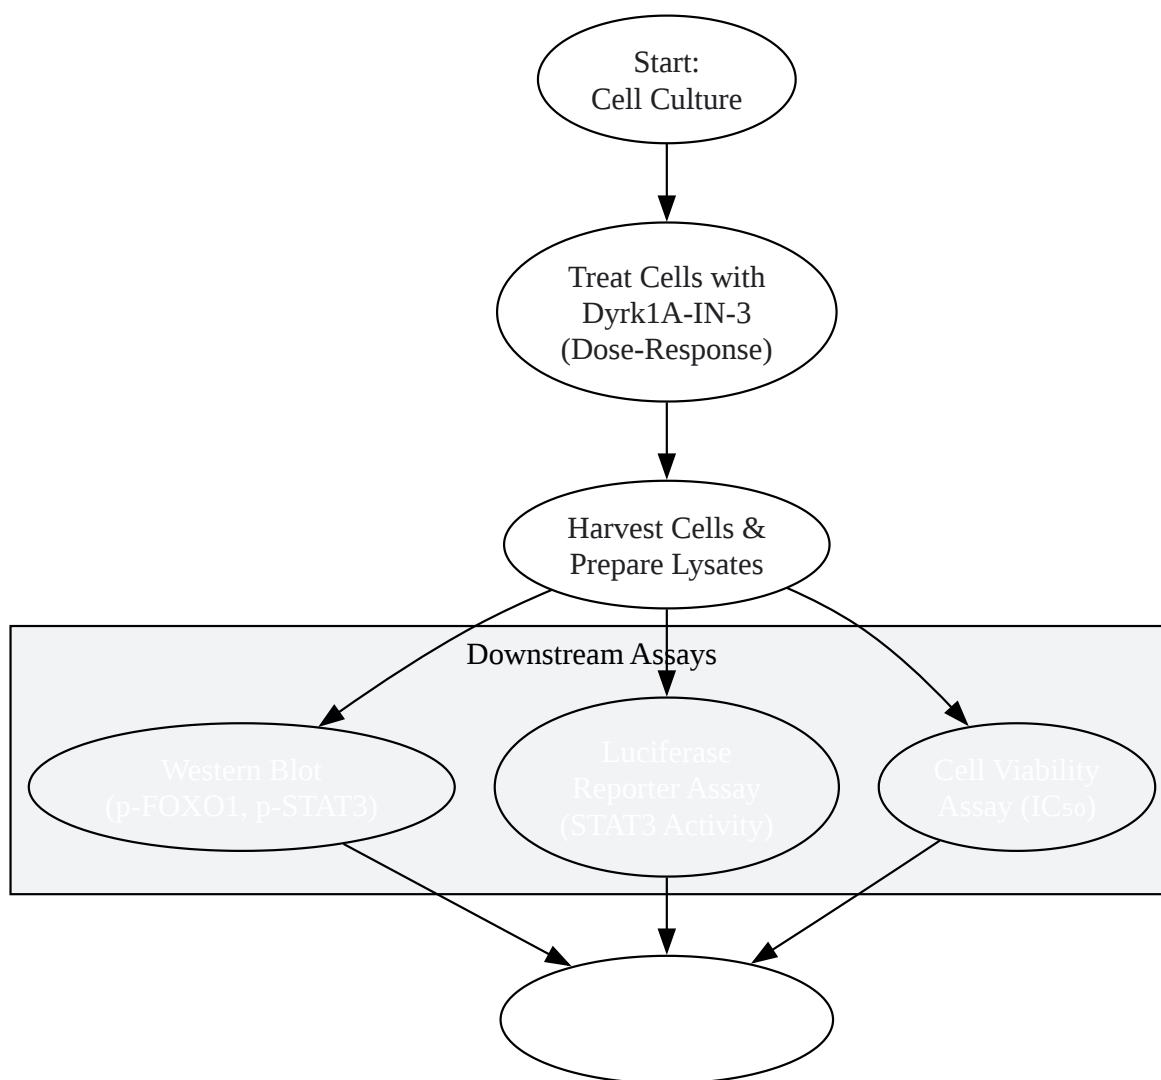 Start:
Cell Culture
Treat Cells with
Dyrk1A-IN-3
(Dose-Response)
Harvest Cells &
Prepare Lysates
Downstream Assays
Western Blot
(p-FOXO1, p-STAT3)
Luciferase
Reporter Assay
(STAT3 Activity)
Cell Viability
Assay (IC₅₀)